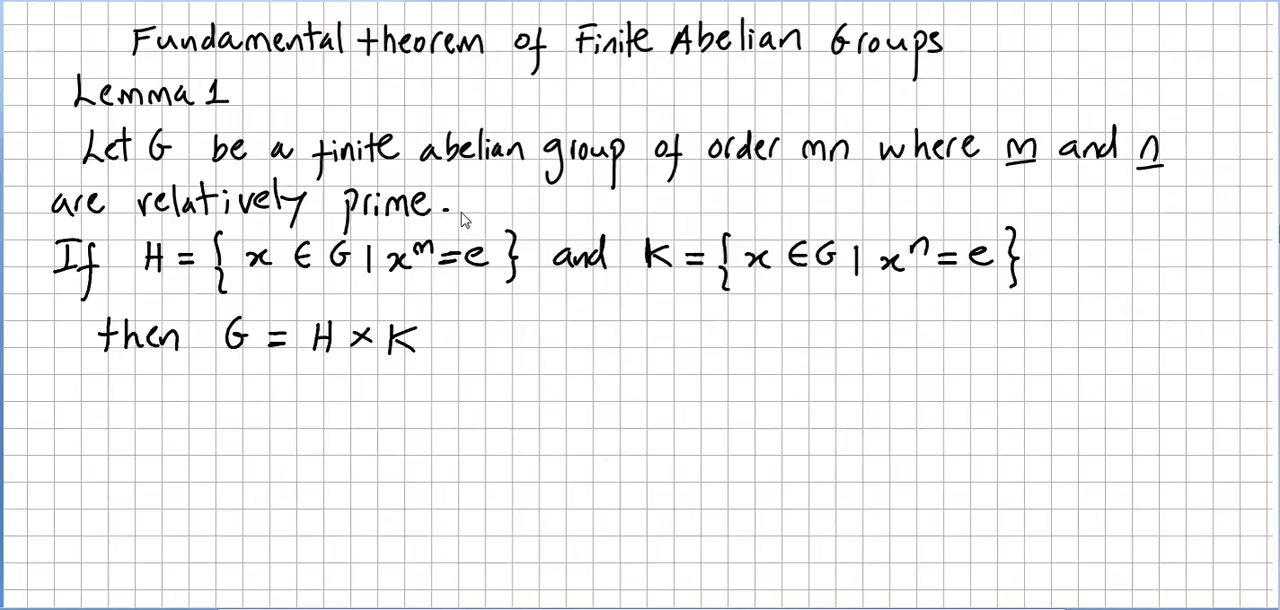 Fundamental theorem of Finite Abelian Groups
Lemma 1
Let G be a finite abelian group of order mn where m and n
are relatively prime.
If H = { x ∈ G | x^m = e } and K = { x ∈ G | x^n = e }
then G = H × K